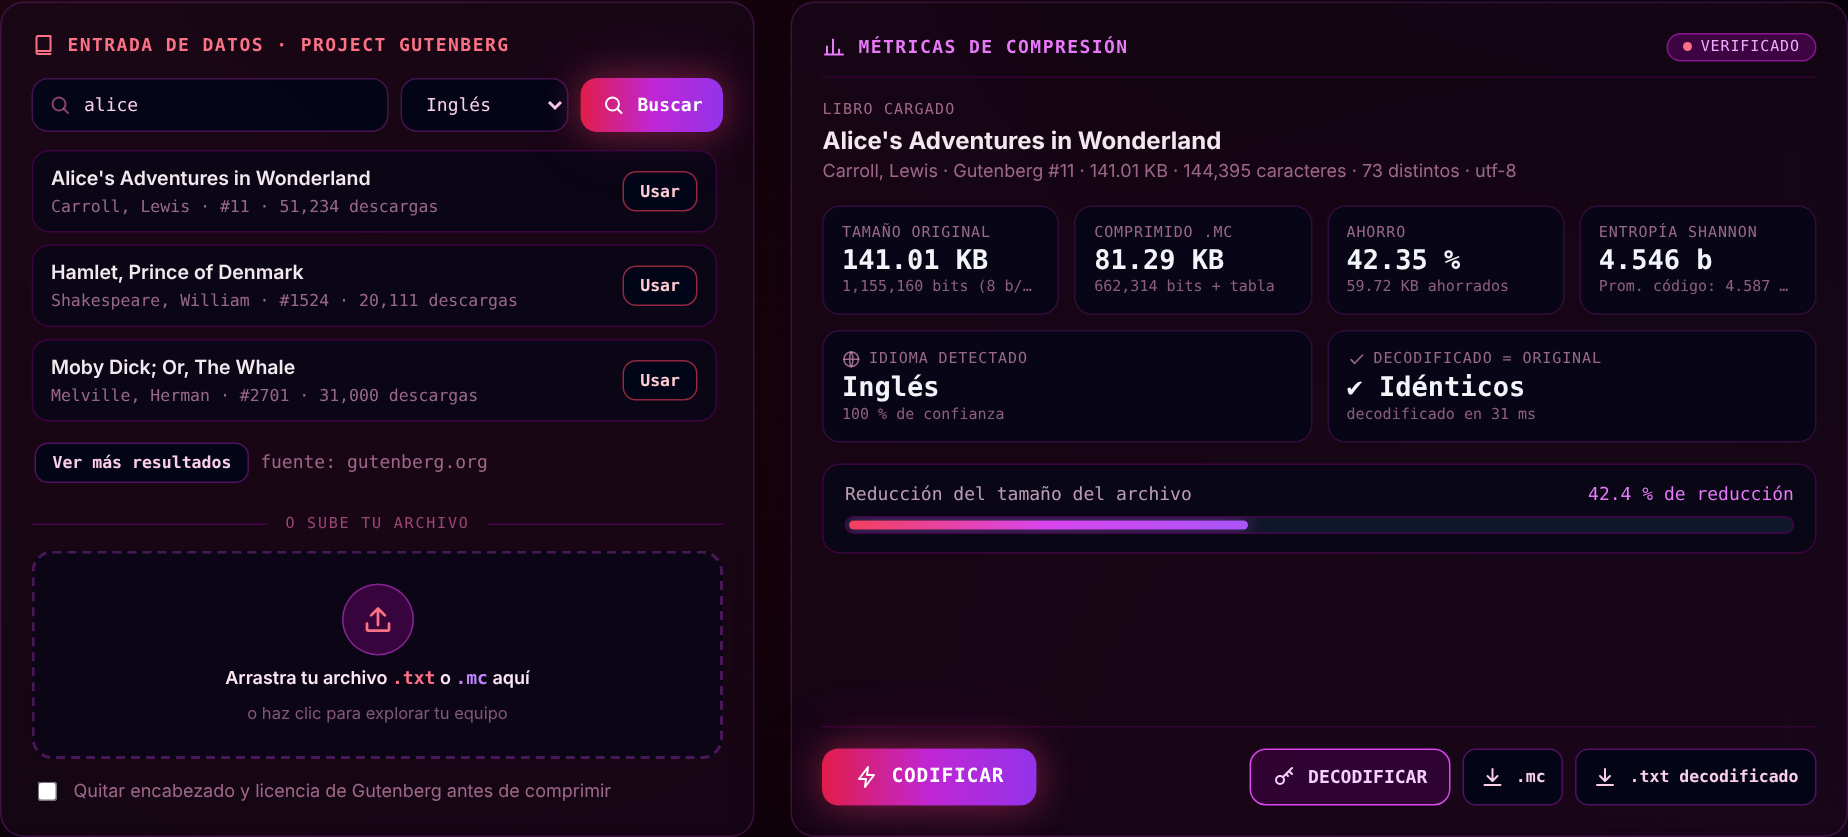 ENTRADA DE DATOS · PROJECT GUTENBERG
alice
Inglés
Buscar
Alice's Adventures in Wonderland
Carroll, Lewis · #11 · 51,234 descargas
Usar
Hamlet, Prince of Denmark
Shakespeare, William · #1524 · 20,111 descargas
Usar
Moby Dick; Or, The Whale
Melville, Herman · #2701 · 31,000 descargas
Usar
Ver más resultados
fuente: gutenberg.org
O SUBE TU ARCHIVO
Arrastra tu archivo .txt o .mc aquí
o haz clic para explorar tu equipo
Quitar encabezado y licencia de Gutenberg antes de comprimir
MÉTRICAS DE COMPRESIÓN
VERIFICADO
LIBRO CARGADO
Alice's Adventures in Wonderland
Carroll, Lewis · Gutenberg #11 · 141.01 KB · 144,395 caracteres · 73 distintos · utf-8
TAMAÑO ORIGINAL
141.01 KB
1,155,160 bits (8 b/…
COMPRIMIDO .MC
81.29 KB
662,314 bits + tabla
AHORRO
42.35 %
59.72 KB ahorrados
ENTROPÍA SHANNON
4.546 b
Prom. código: 4.587 …
IDIOMA DETECTADO
Inglés
100 % de confianza
DECODIFICADO = ORIGINAL
✔ Idénticos
decodificado en 31 ms
Reducción del tamaño del archivo
42.4 % de reducción
CODIFICAR
DECODIFICAR
.mc
.txt decodificado